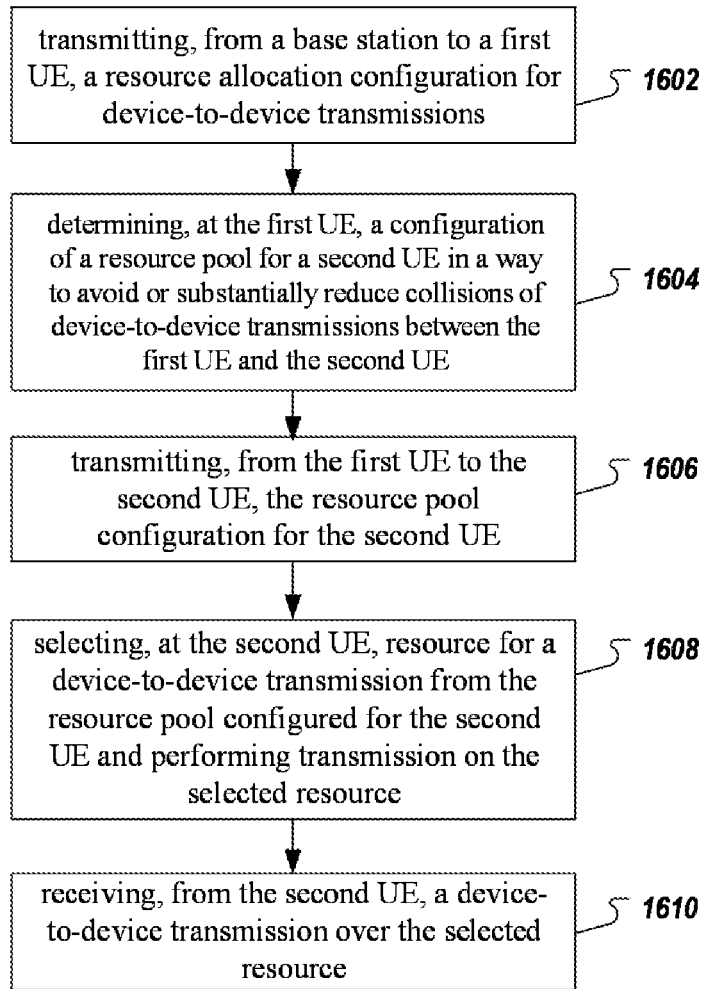 transmitting, from a base station to a first
UE, a resource allocation configuration for
device-to-device transmissions
1602
determining, at the first UE, a configuration
of a resource pool for a second UE in a way
to avoid or substantially reduce collisions of
device-to-device transmissions between the
first UE and the second UE
1604
transmitting, from the first UE to the
second UE, the resource pool
configuration for the second UE
1606
selecting, at the second UE, resource for a
device-to-device transmission from the
resource pool configured for the second
UE and performing transmission on the
selected resource
1608
receiving, from the second UE, a device-
to-device transmission over the selected
resource
1610